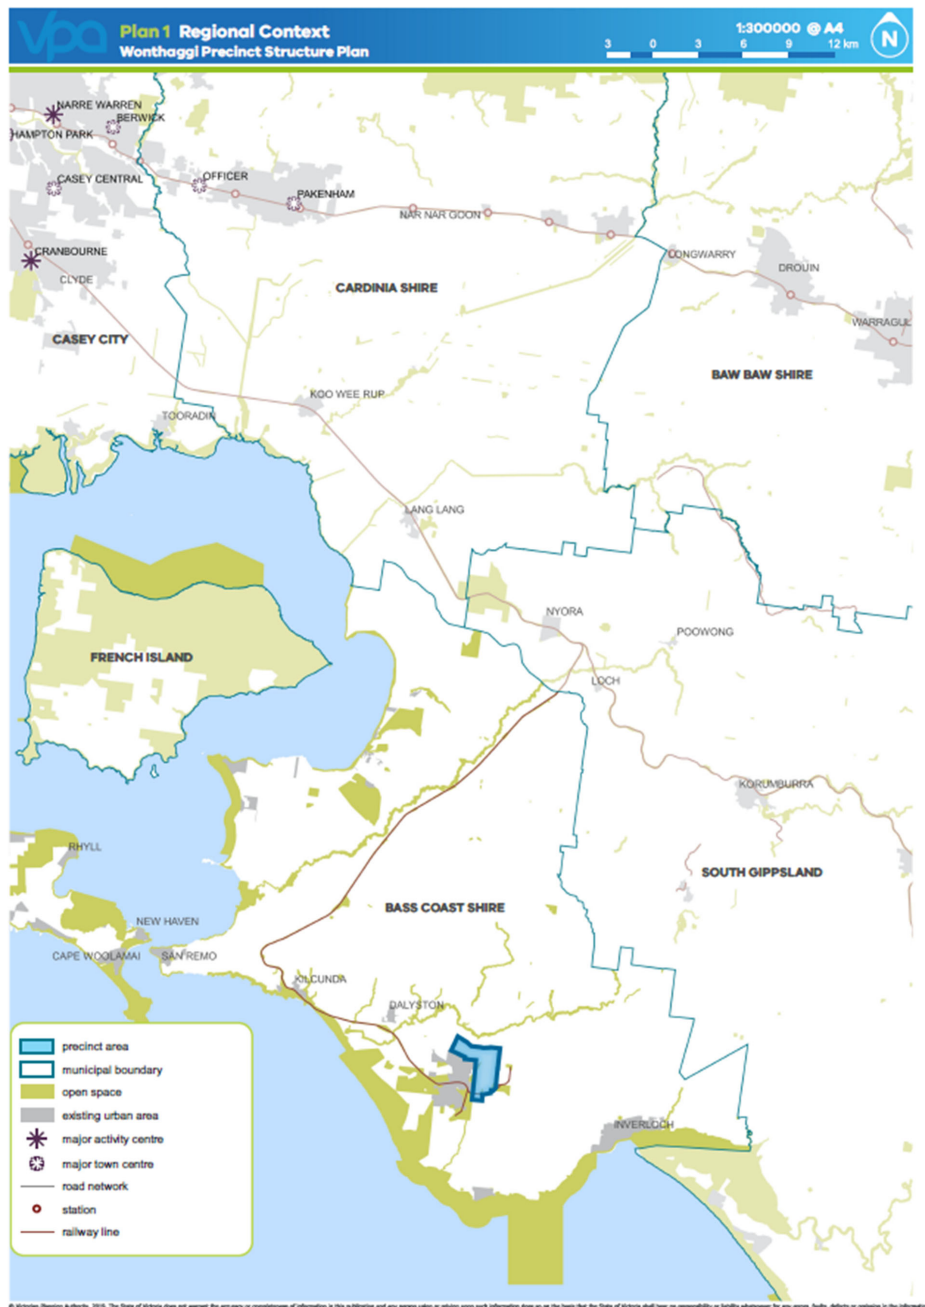 vpa
Plan 1 Regional Context
Wonthaggi Precinct Structure Plan
1:300000 @ A4
3 0 3 6 9 12 km
N
NARRE WARREN
BERWICK
HAMPTON PARK
CASEY CENTRAL
OFFICER
PAKENHAM
NAR NAR GOON
CRANBOURNE
CLYDE
LONGWARRY
DROUIN
CARDINIA SHIRE
WARRAGUL
CASEY CITY
BAW BAW SHIRE
KOO WEE RUP
TOORADIN
LANG LANG
NYORA
POOWONG
FRENCH ISLAND
LOCH
KORUMBURRA
RHYLL
SOUTH GIPPSLAND
BASS COAST SHIRE
NEW HAVEN
CAPE WOOLAMAI
SAN REMO
KILCUNDA
DALYSTON
INVERLOCH
precinct area
municipal boundary
open space
existing urban area
major activity centre
major town centre
road network
station
railway line